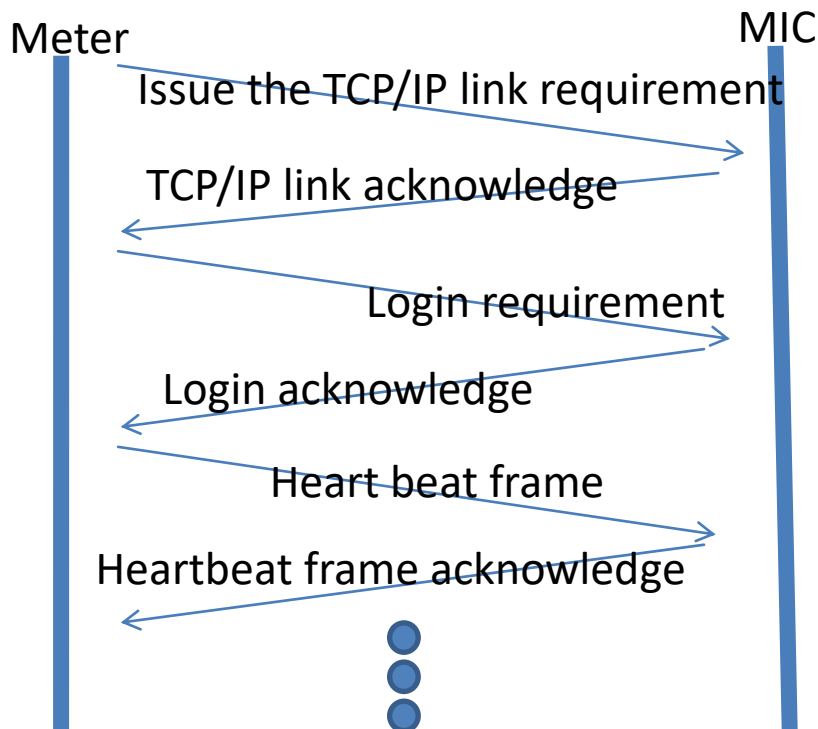 Meter
MIC
Issue the TCP/IP link requirement
TCP/IP link acknowledge
Login requirement
Login acknowledge
Heart beat frame
Heartbeat frame acknowledge